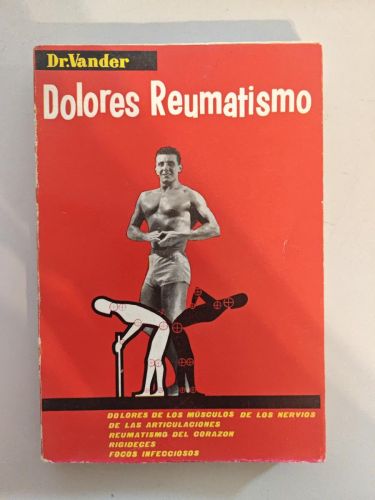 Dr.Vander
Dolores Reumatismo
DOLORES DE LOS MÚSCULOS DE LOS NERVIOS
DE LAS ARTICULACIONES
REUMATISMO DEL CORAZON
RIGIDECES
FOCOS INFECCIOSOS